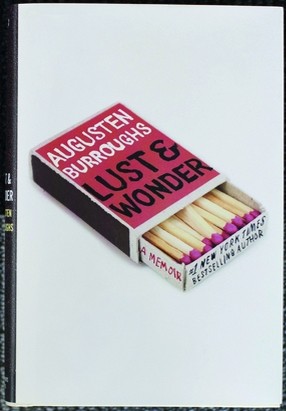 AUGUSTEN
BURROUGHS
LUST &
WONDER
A MEMOIR
#1 NEW YORK TIMES
BESTSELLING AUTHOR